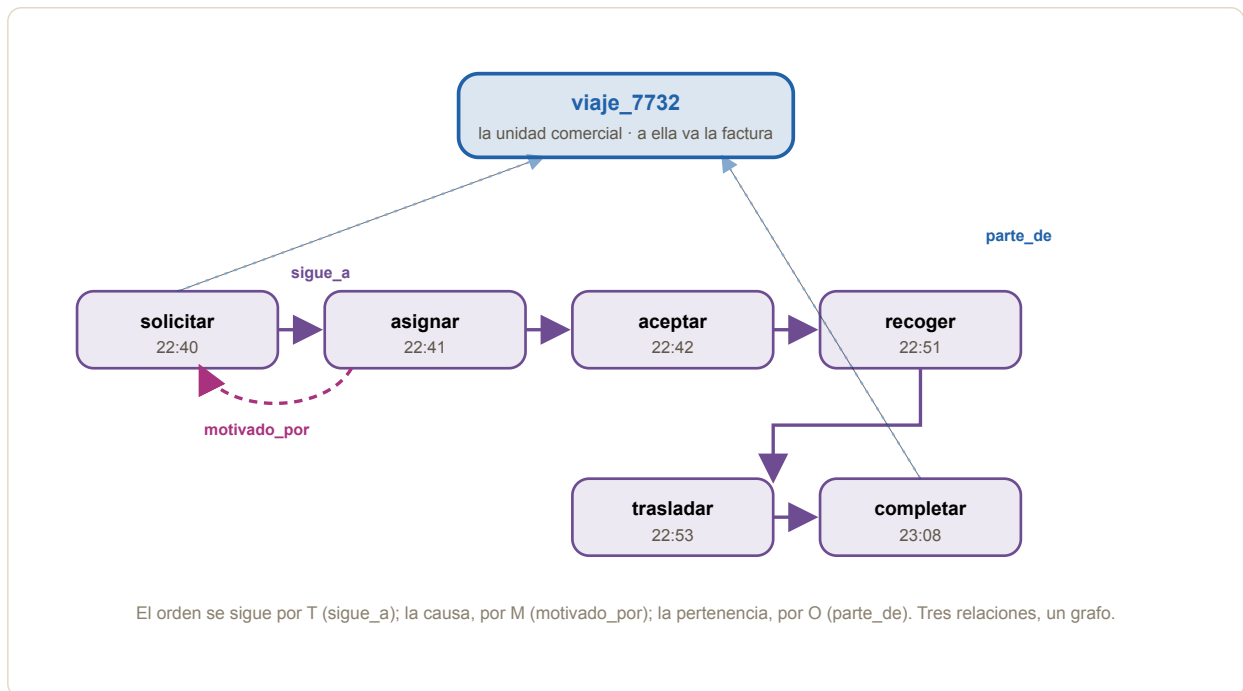 viaje_7732
la unidad comercial · a ella va la factura
parte_de
sigue_a
solicitar
22:40
asignar
22:41
aceptar
22:42
recoger
22:51
motivado_por
trasladar
22:53
completar
23:08
El orden se sigue por T (sigue_a); la causa, por M (motivado_por); la pertenencia, por O (parte_de). Tres relaciones, un grafo.